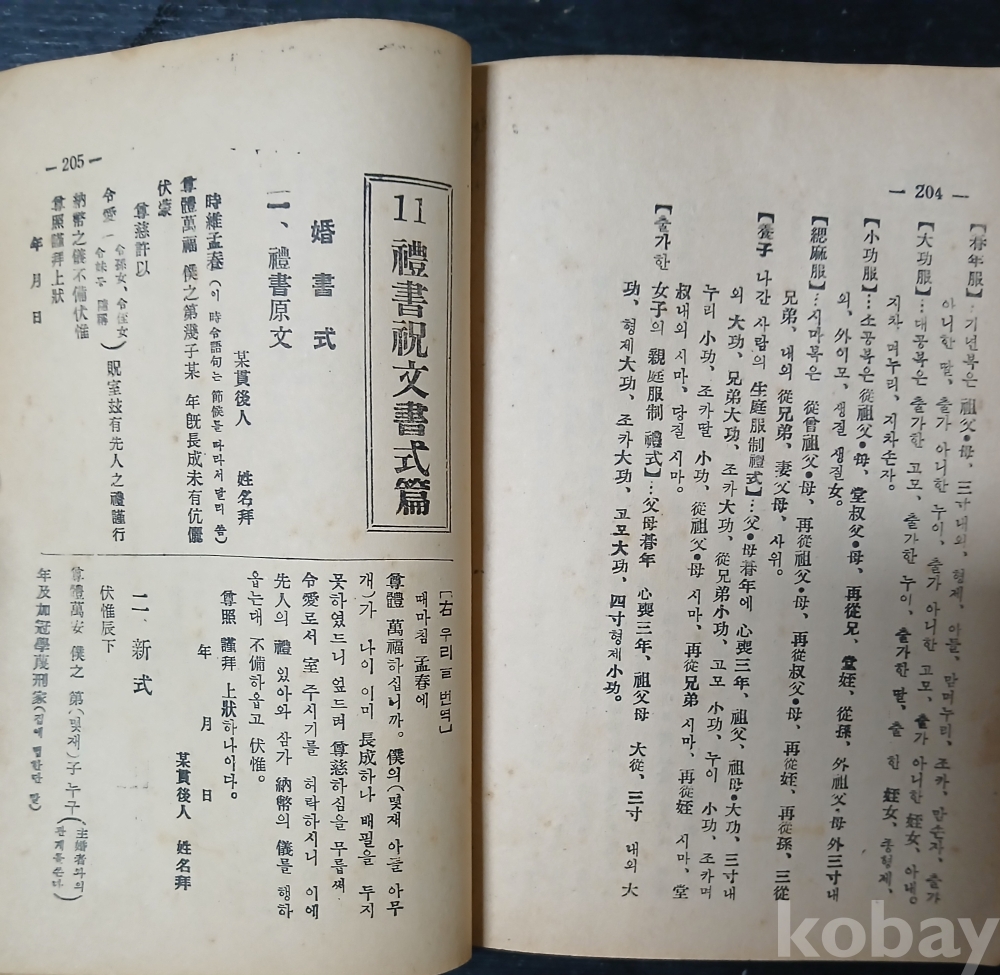 — 204 —
【朞年服】…기년복은 祖父•母、三寸내외、형제、아들、맏며누리、조카、맏손자、출가
아니한 딸、출가 아니한 누이、출가 아니한 고모、출가 아니한 姪女、아내。
【大功服】…대공복은 출가한 고모、출가한 누이、출가한 딸、출 한 姪女、종형제、
지차 며누리、지차손자。
【小功服】…소공복은 從祖父•母、堂叔父•母、再從兄、堂姪、從孫、外祖父•母 外三寸내
외、外이모、생질 생질女。
【緦麻服】…시마복은 從曾祖父•母、再從祖父•母、再從叔父•母、再從姪、再從孫、三從
兄弟、내외 從兄弟、妻父母、사위。
【養子 나간 사람의 生庭服制禮式】…父•母朞年에 心喪三年、祖父、祖母•大功、三寸내
외 大功、兄弟大功、조카大功、從兄弟小功、고모 小功、누이 小功、조카며
누리 小功、조카딸 小功、從祖父•母 시마、再從兄弟 시마、再從姪 시마、堂
叔내외 시마、당질 시마。
【출가한 女子의 親庭服制 禮式】…父母朞年 心喪三年、祖父母 大從、三寸 내외 大
功、형제大功、조카大功、고모大功、四寸형제小功。
11 禮書祝文書式篇
婚書式
一、禮書原文
某貫後人 姓名拜
時維孟春(이 時令語句는 節候를따라서 달리 씀)
尊體萬福 僕之第幾子某 年旣長成未有伉儷
伏蒙
尊慈許以
令愛 — (令孫女、令姪女 令妹等 隨稱) 貺室玆有先人之禮謹行
納幣之儀不備伏惟
尊照謹拜上狀
年 月 日
【右 우리글 번역】
때마침 孟春에
尊體 萬福하십니까。僕의(몇재 아들 아무
개)가 나이 이미 長成하나 배필을 두지
못하였드니 엎드려 尊慈하심을 무릅써
令愛로서 室 주시기를 허락하시니 이에
先人의 禮 있아와 삼가 納幣의 儀를 행하
옵는대 不備하옵고 伏惟。
尊照 謹拜 上狀하나이다。
年 月 日
某貫後人 姓名拜
二、新式
伏惟辰下
尊體萬安 僕之 第(몇재)子 누구(主婚者와의 관계를쓴다)
年及加冠學戾刑家(집에 법한단 말)
— 205 —
kobay